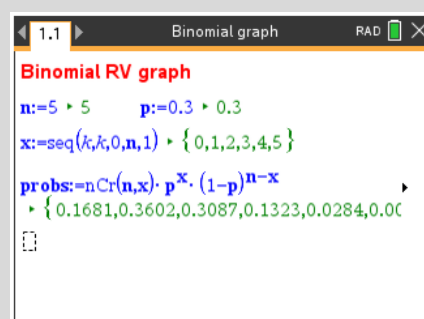 1.1 Binomial graph RAD
Binomial RV graph
n:=5 ▸ 5 p:=0.3 ▸ 0.3
x:=seq(k,k,0,n,1) ▸ {0,1,2,3,4,5}
probs:=nCr(n,x)· p^x· (1−p)^n−x
▸ {0.1681,0.3602,0.3087,0.1323,0.0284,0.00